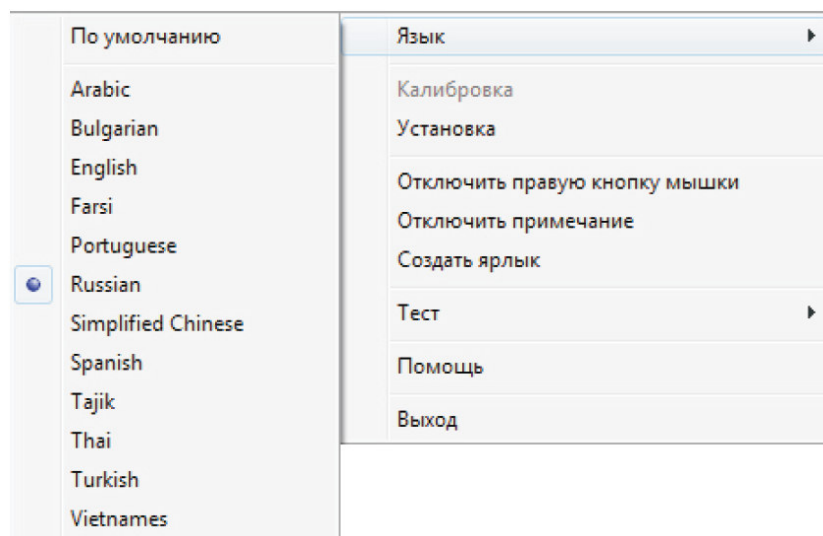 По умолчанию
Arabic
Bulgarian
English
Farsi
Portuguese
Russian
Simplified Chinese
Spanish
Tajik
Thai
Turkish
Vietnames
Язык
Калибровка
Установка
Отключить правую кнопку мышки
Отключить примечание
Создать ярлык
Тест
Помощь
Выход